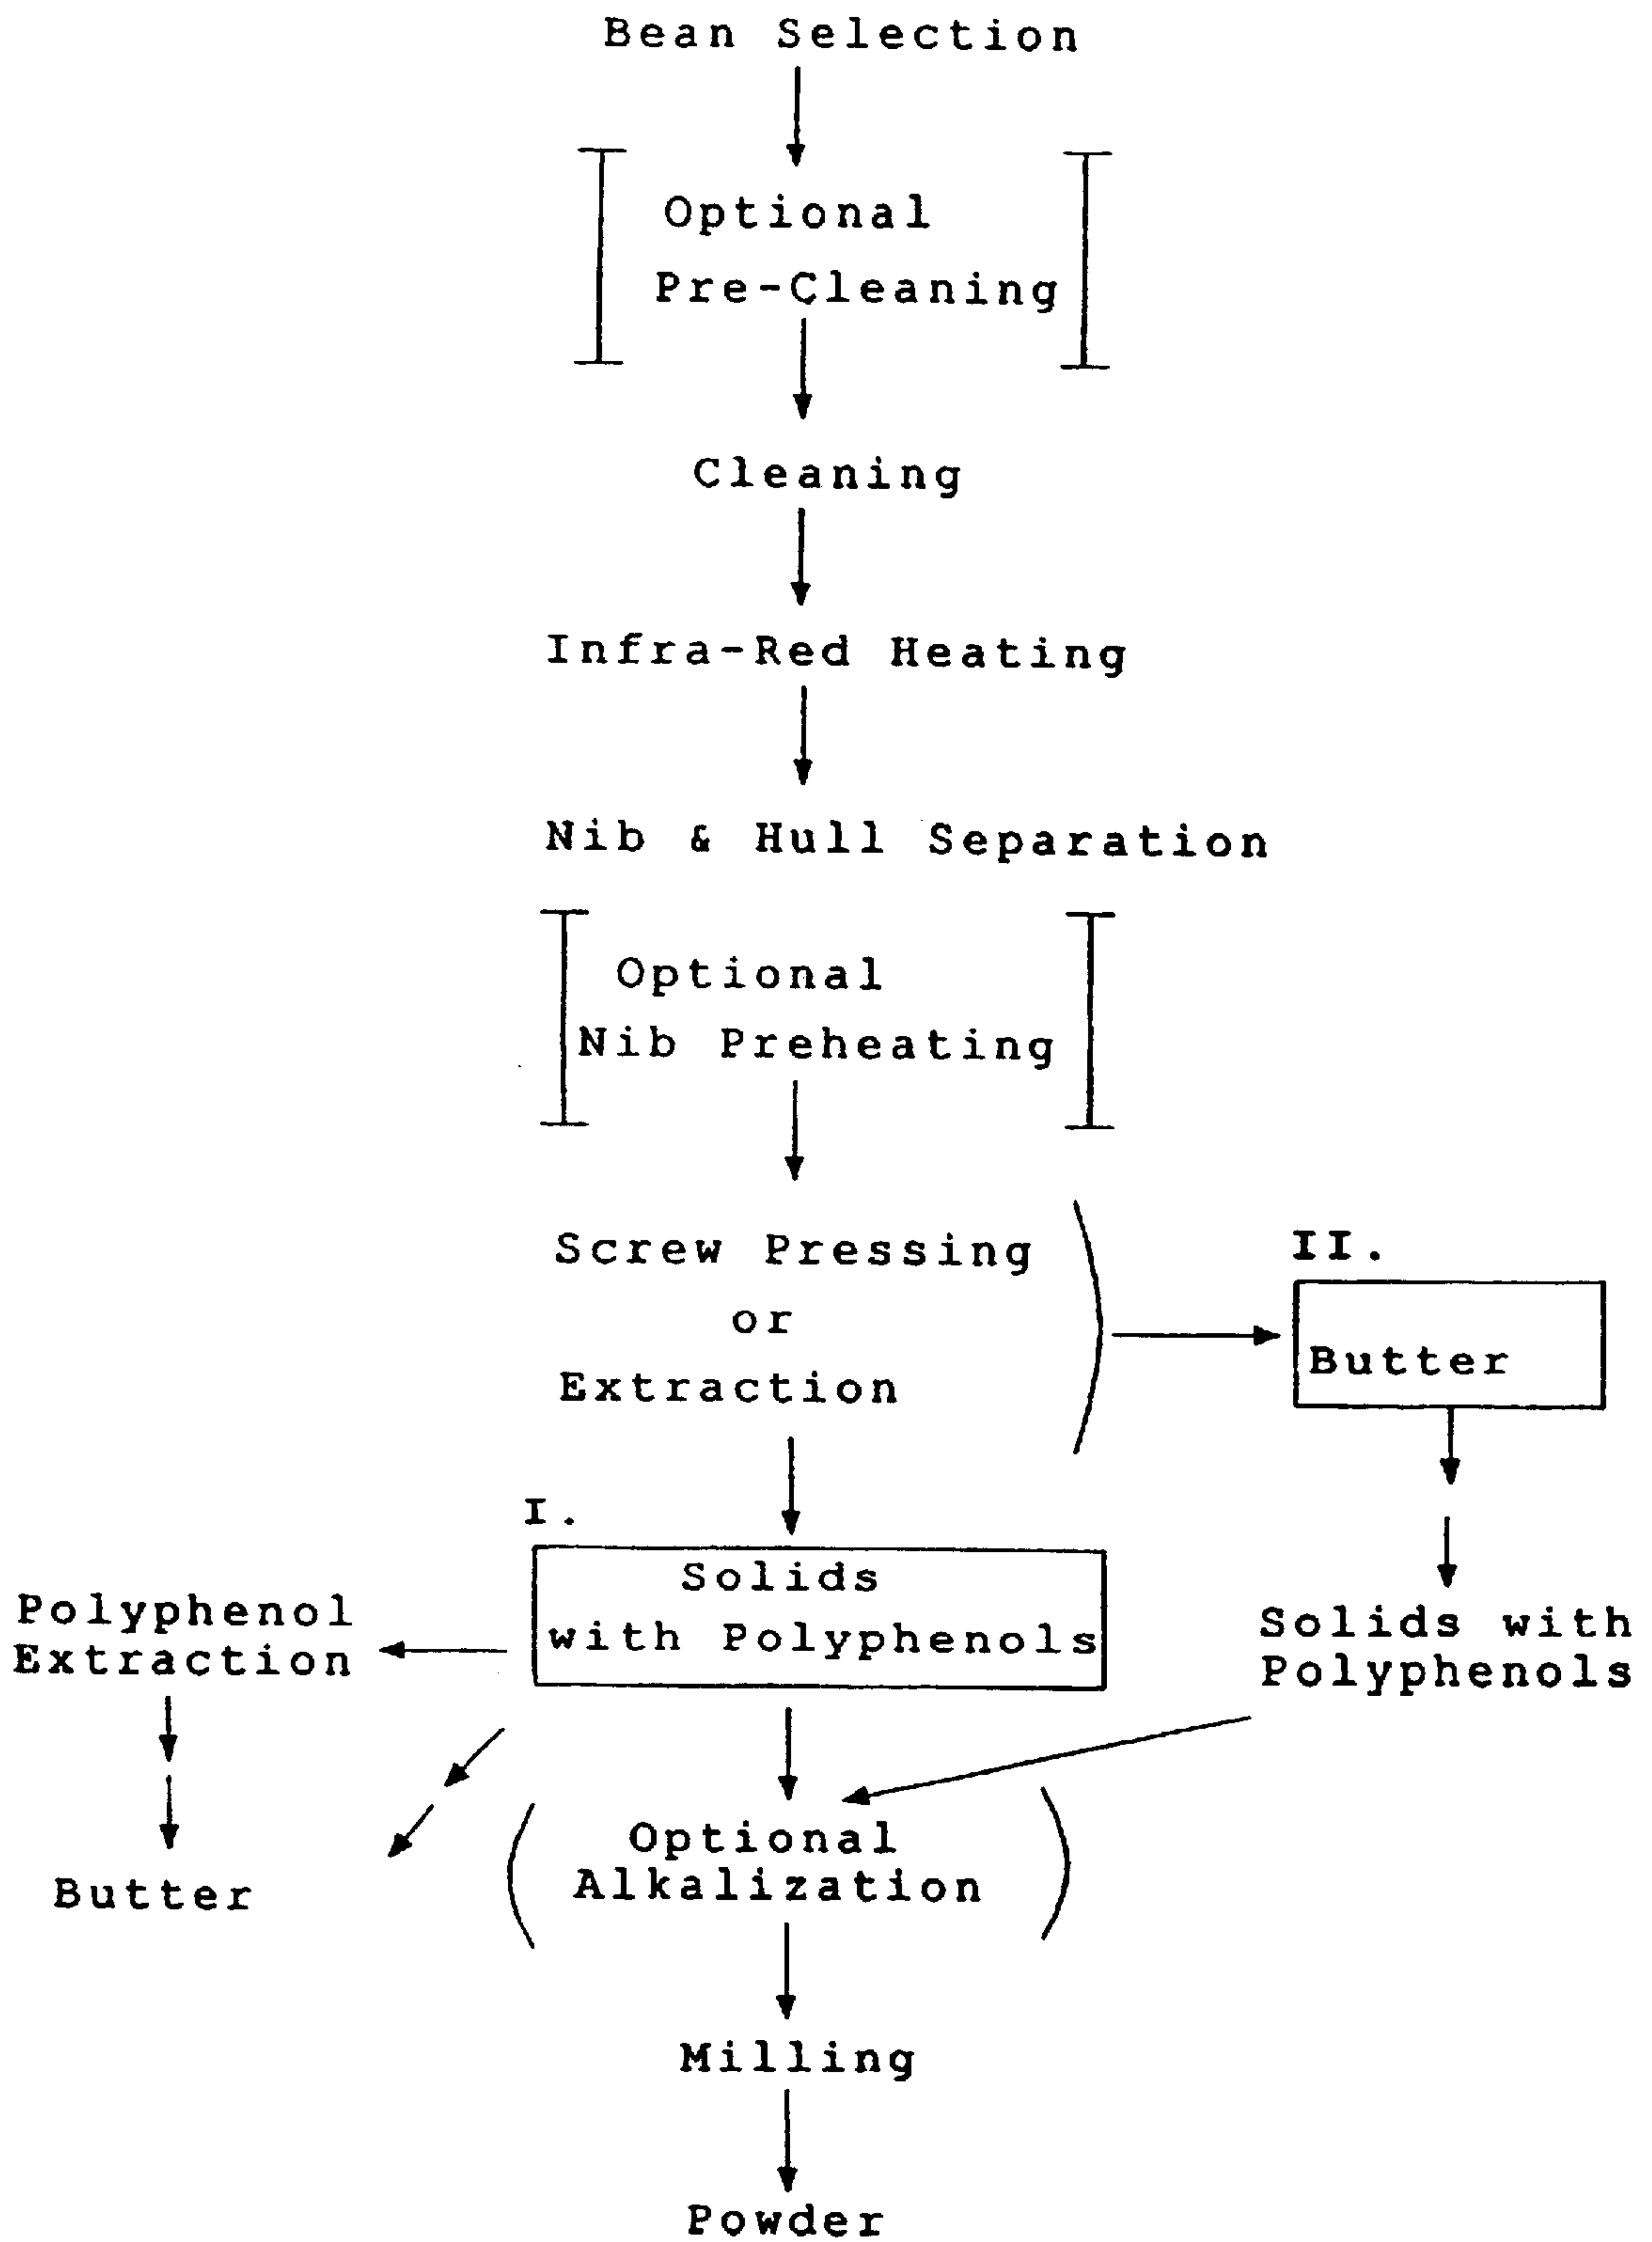 Bean Selection
Optional
Pre-Cleaning
Cleaning
Infra-Red Heating
Nib & Hull Separation
Optional
Nib Preheating
Screw Pressing
or
Extraction
II.
Butter
I.
Solids
with Polyphenols
Polyphenol
Extraction
Solids with
Polyphenols
Butter
Optional
Alkalization
Milling
Powder